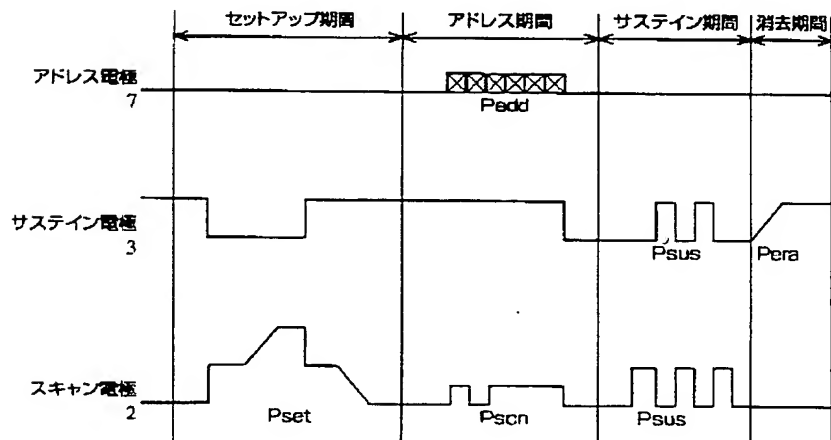 セットアップ期間 アドレス期間 サステイン期間 消去期間
アドレス電極
7
Padd
サステイン電極
3
Psus
Pera
スキャン電極
2
Pset
Pscn
Psus